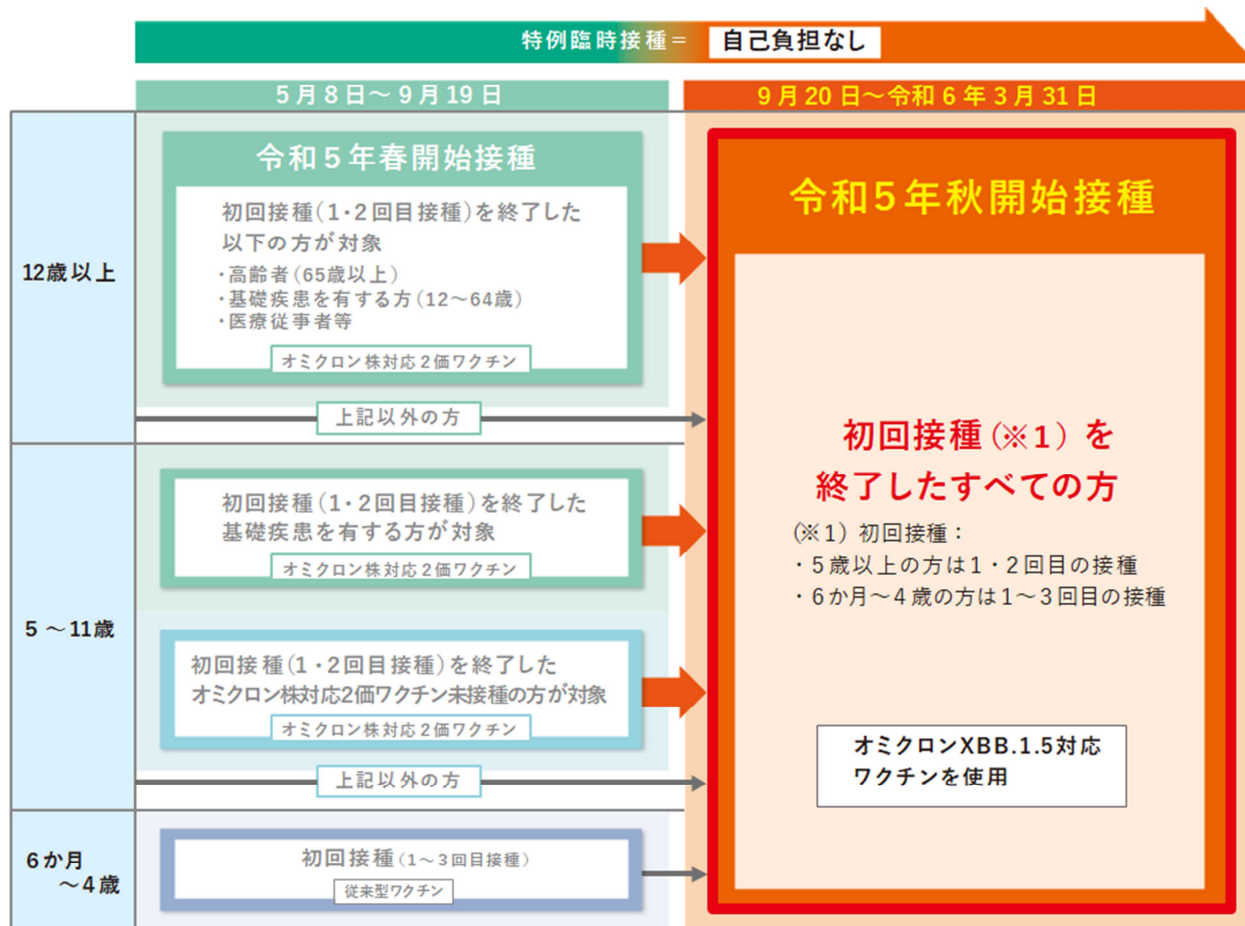 特例臨時接種＝ 自己負担なし
5月8日～9月19日
9月20日～令和6年3月31日
12歳以上
令和5年春開始接種
初回接種(1・2回目接種)を終了した
以下の方が対象
・高齢者(65歳以上)
・基礎疾患を有する方(12～64歳)
・医療従事者等
オミクロン株対応2価ワクチン
上記以外の方
5～11歳
初回接種(1・2回目接種)を終了した
基礎疾患を有する方が対象
オミクロン株対応2価ワクチン
初回接種(1・2回目接種)を終了した
オミクロン株対応2価ワクチン未接種の方が対象
オミクロン株対応2価ワクチン
上記以外の方
6か月
～4歳
初回接種(1～3回目接種)
従来型ワクチン
令和5年秋開始接種
初回接種(※1)を
終了したすべての方
(※1)初回接種：
・5歳以上の方は1・2回目の接種
・6か月～4歳の方は1～3回目の接種
オミクロンXBB.1.5対応
ワクチンを使用